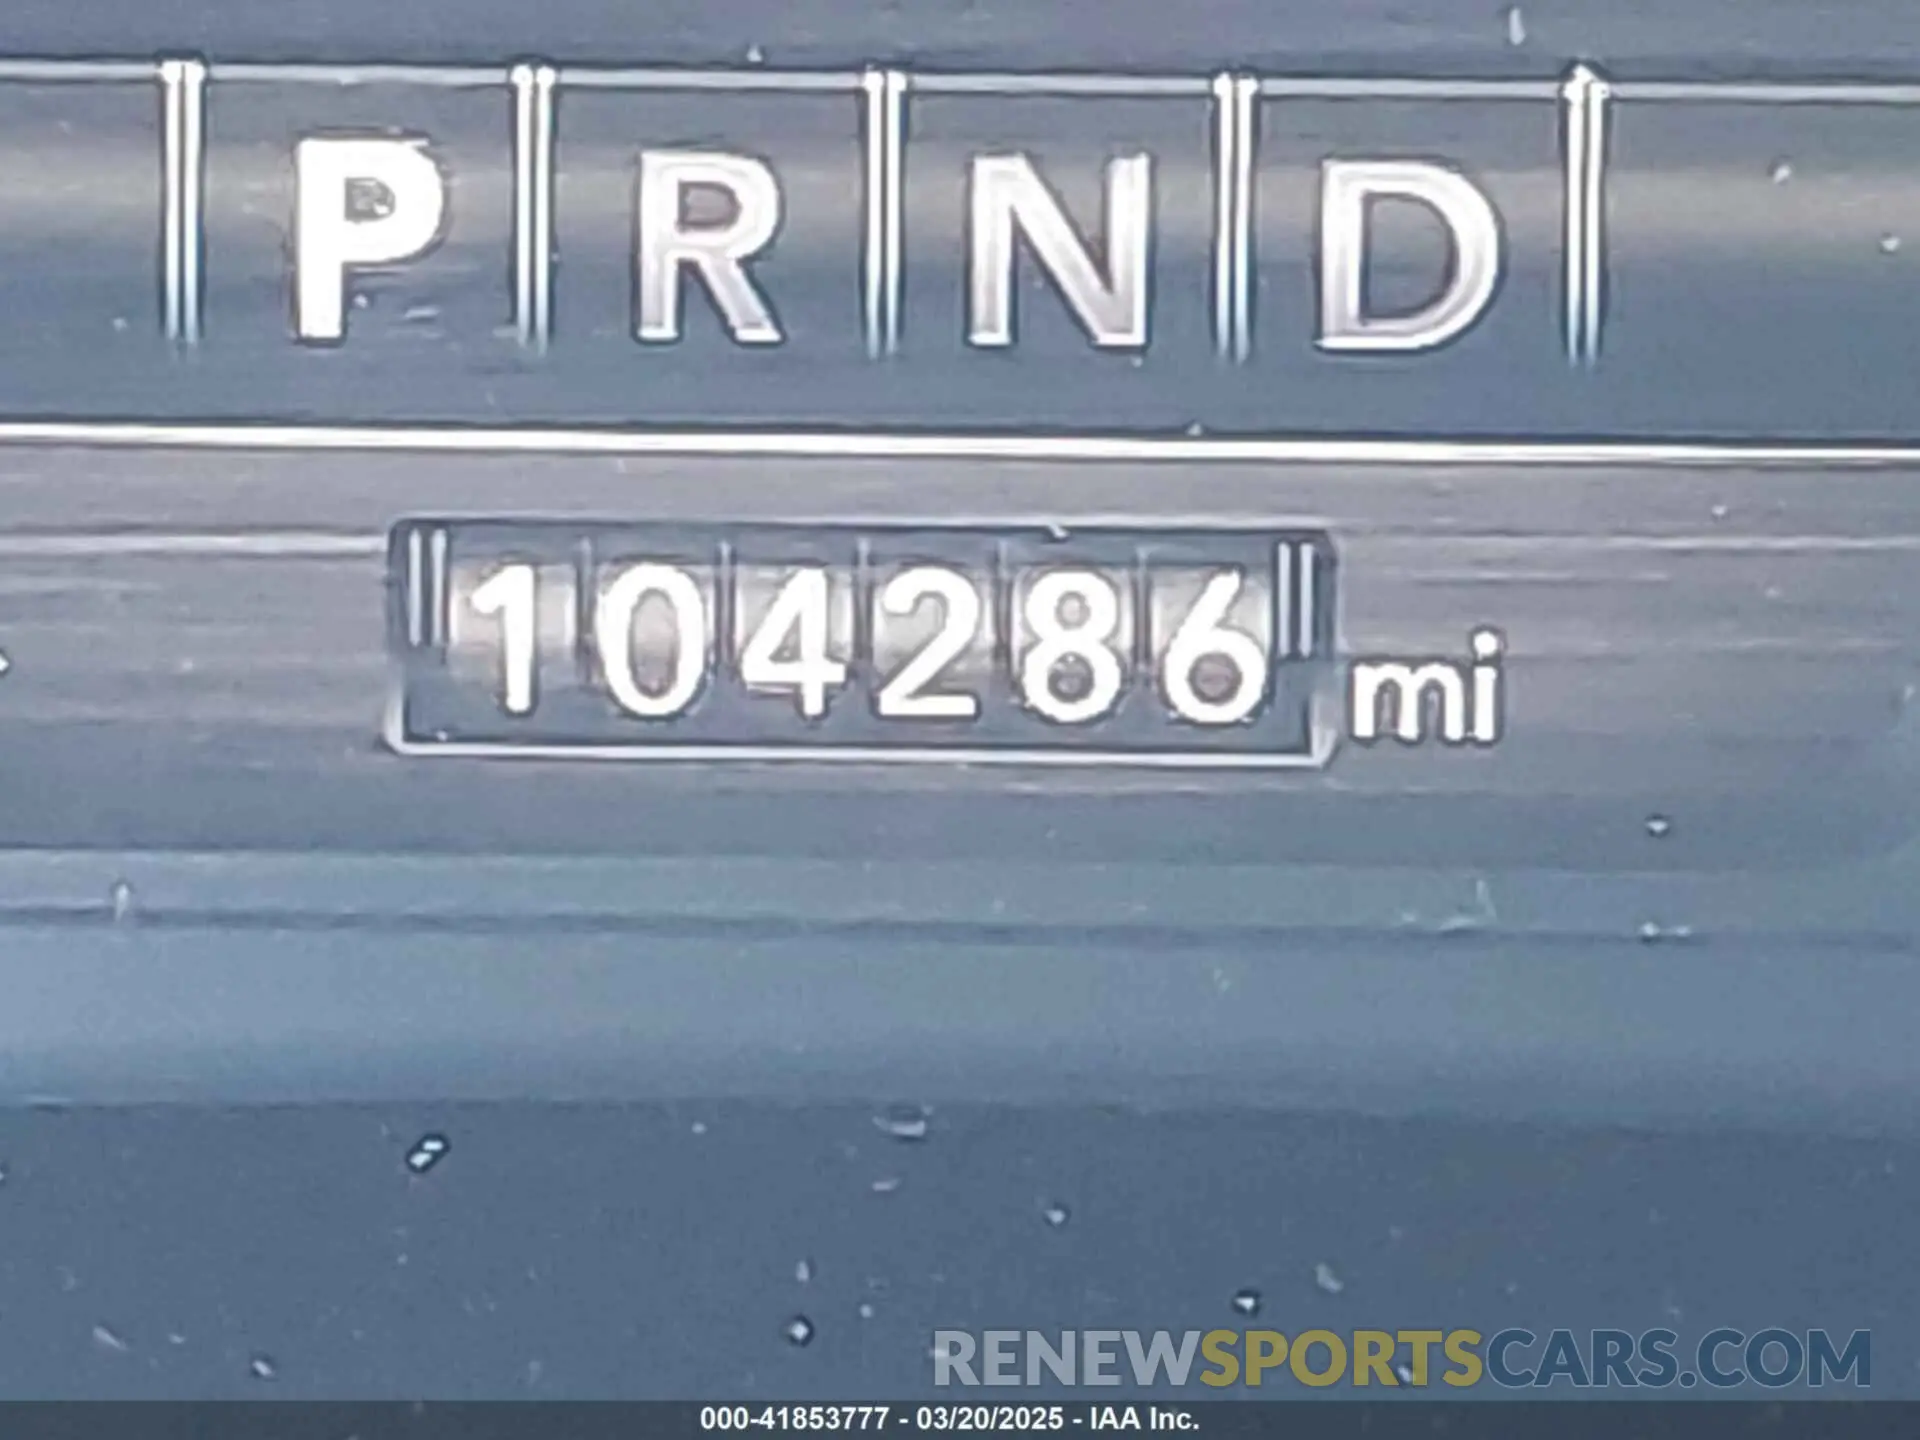 P R N D
104286 mi
RENEWSPORTSCARS.COM
000-41853777 - 03/20/2025 - IAA Inc.